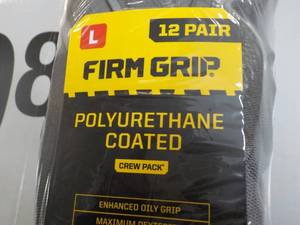 L
12 PAIR
FIRM GRIP
POLYURETHANE
COATED
CREW PACK
ENHANCED OILY GRIP